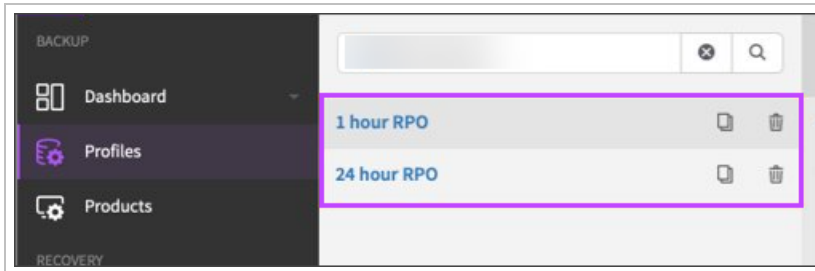 BACKUP
Dashboard
Profiles
Products
RECOVERY
1 hour RPO
24 hour RPO